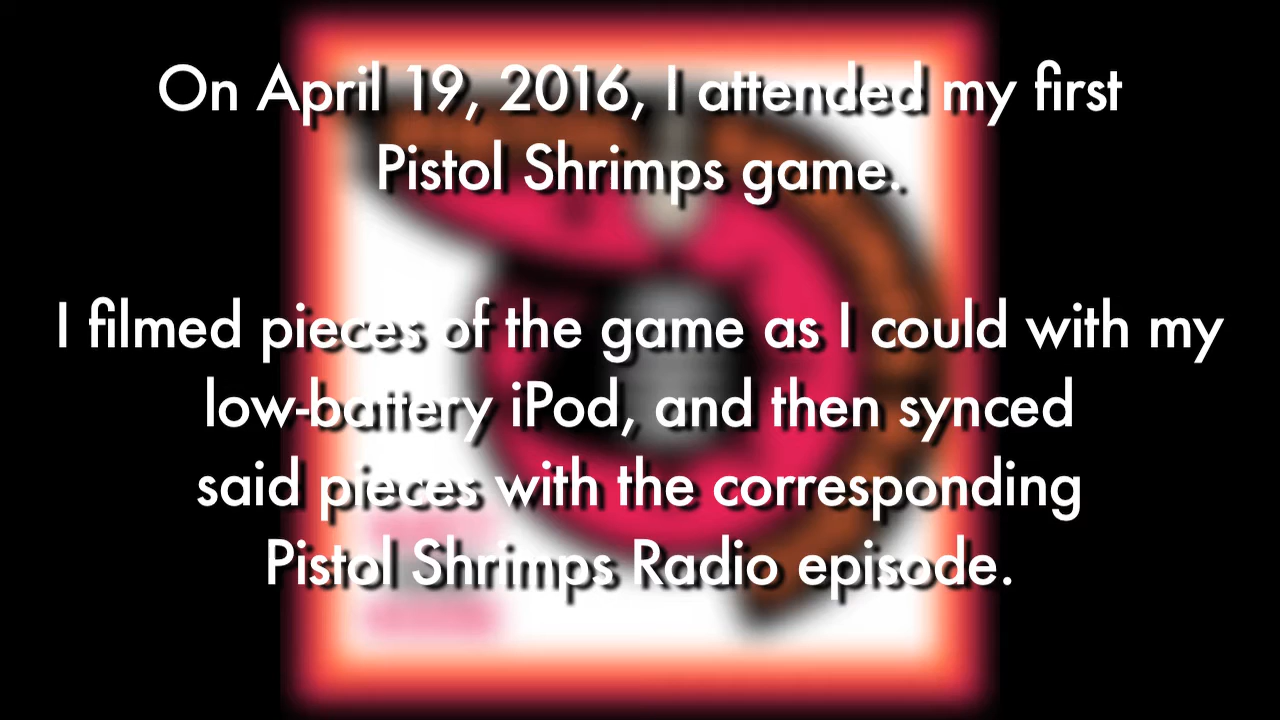 On April 19, 2016, I attended my first
Pistol Shrimps game.
I filmed pieces of the game as I could with my
low-battery iPod, and then synced
said pieces with the corresponding
Pistol Shrimps Radio episode.